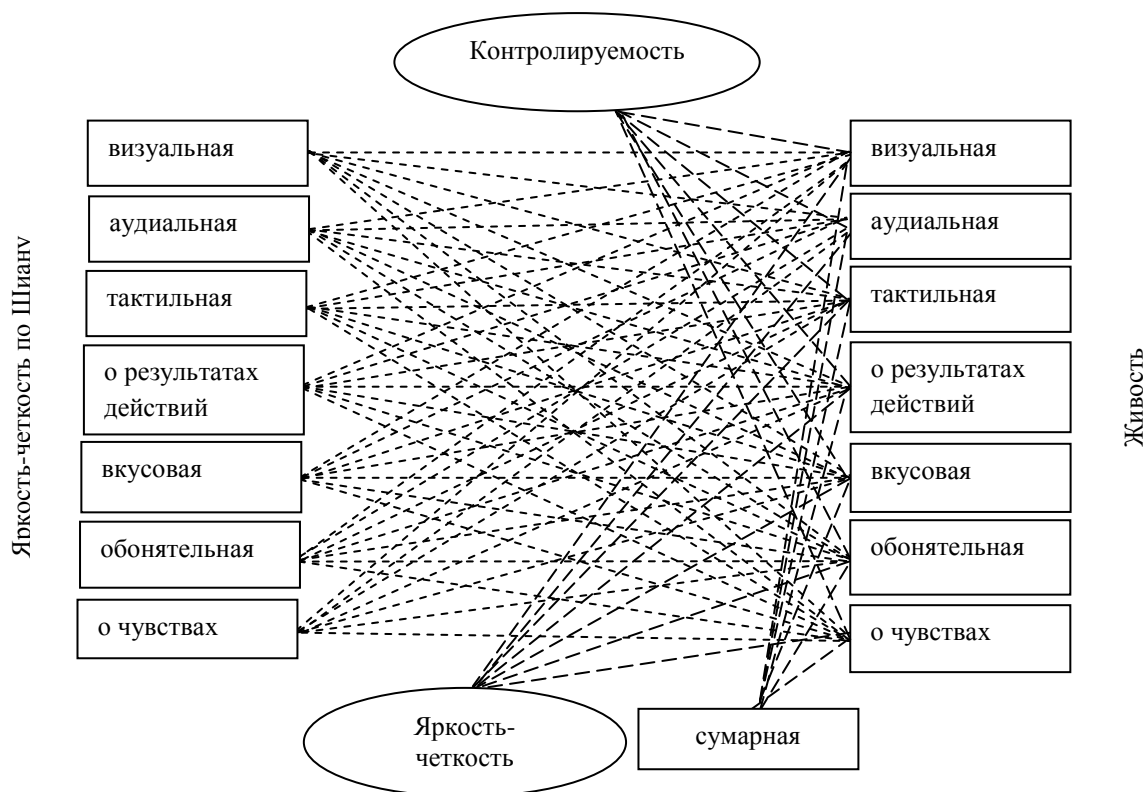 Контролируемость
Яркость-четкость по Шиану
визуальная
аудиальная
тактильная
о результатах
действий
вкусовая
обонятельная
о чувствах
визуальная
аудиальная
тактильная
о результатах
действий
вкусовая
обонятельная
о чувствах
Живость
Яркость-
четкость
сумарная